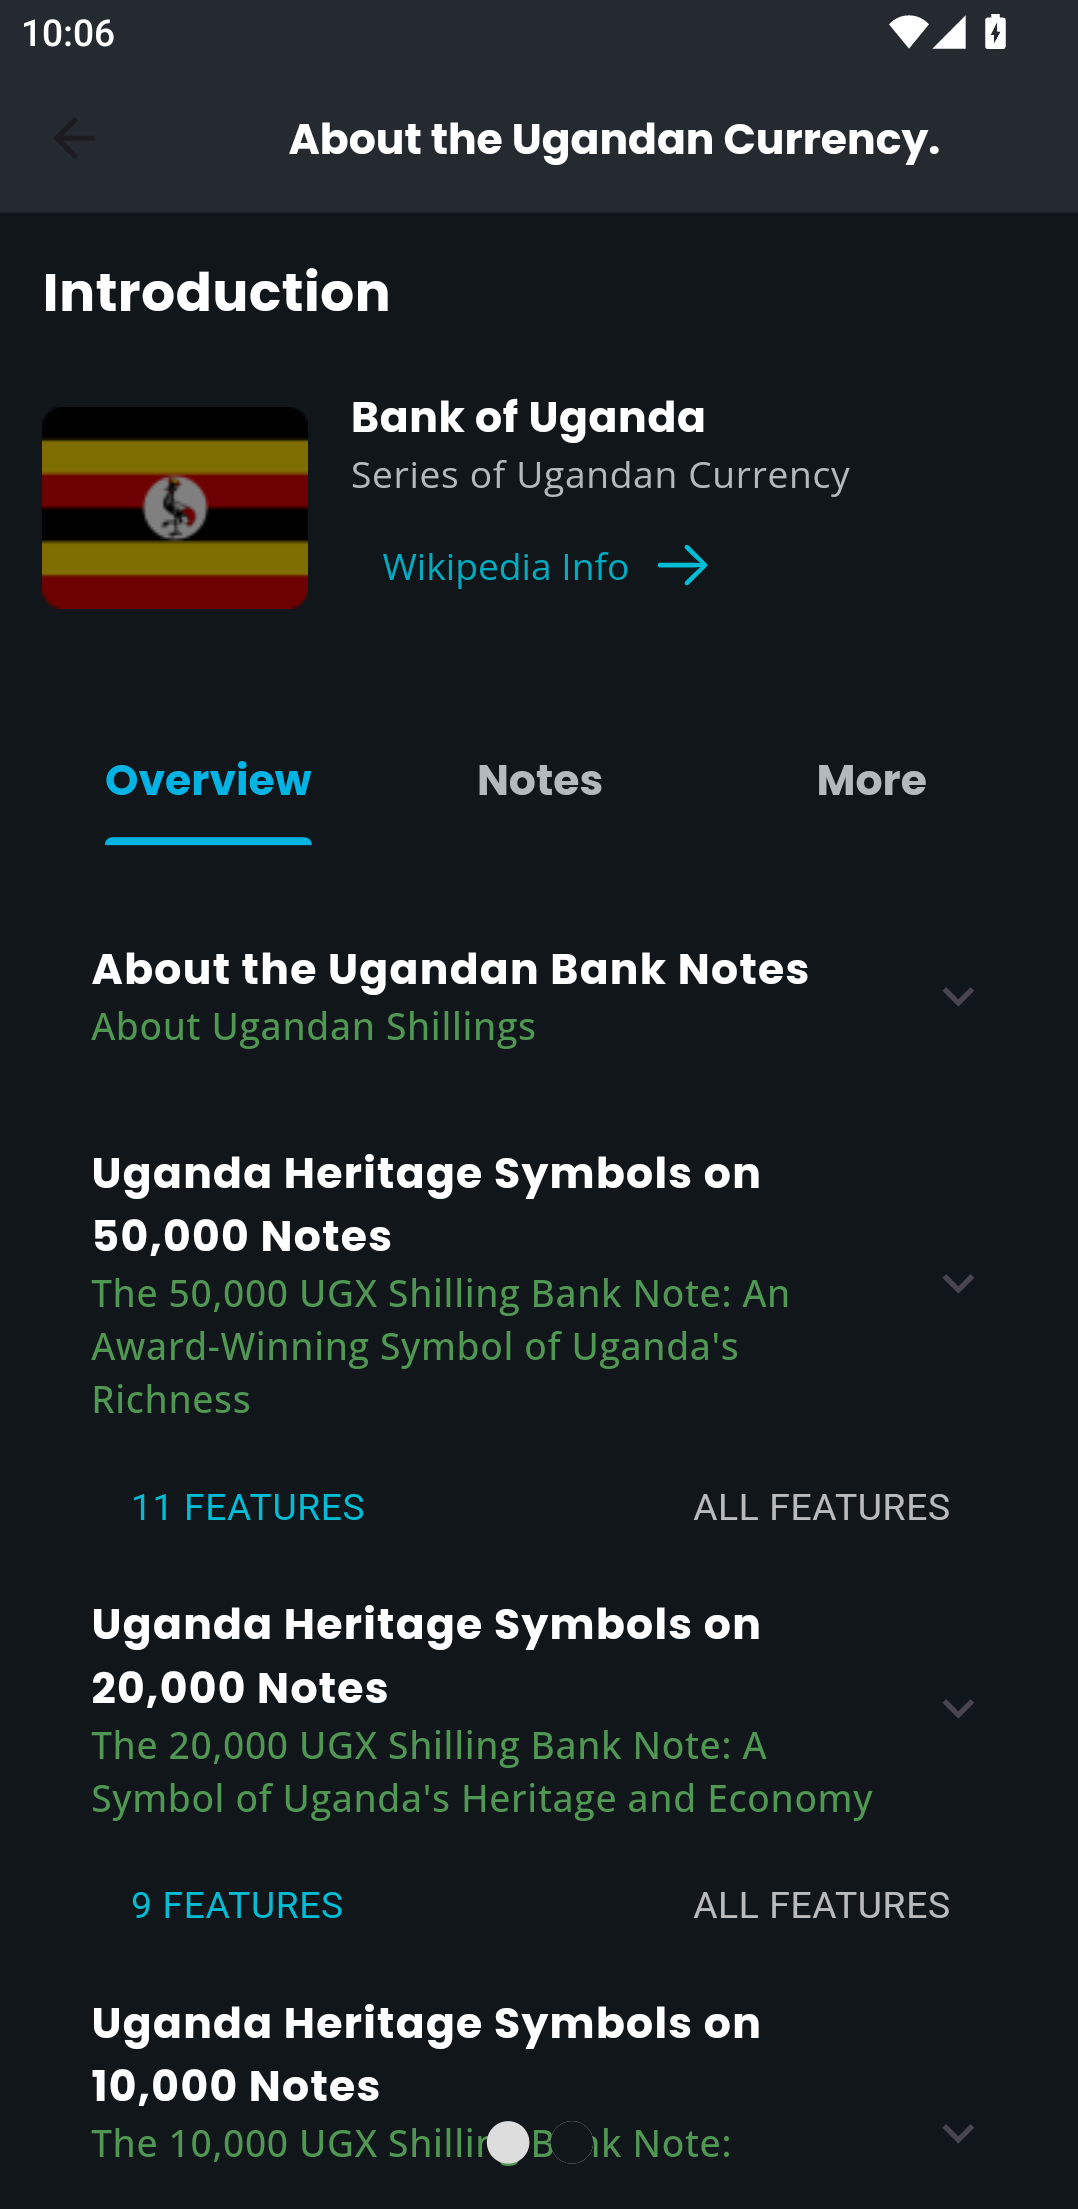 10:06
About the Ugandan Currency.
Introduction
Bank of Uganda
Series of Ugandan Currency
Wikipedia Info
Overview
Notes
More
About the Ugandan Bank Notes
About Ugandan Shillings
Uganda Heritage Symbols on
50,000 Notes
The 50,000 UGX Shilling Bank Note: An
Award-Winning Symbol of Uganda's
Richness
11 FEATURES
ALL FEATURES
Uganda Heritage Symbols on
20,000 Notes
The 20,000 UGX Shilling Bank Note: A
Symbol of Uganda's Heritage and Economy
9 FEATURES
ALL FEATURES
Uganda Heritage Symbols on
10,000 Notes
The 10,000 UGX Shilling Bank Note: